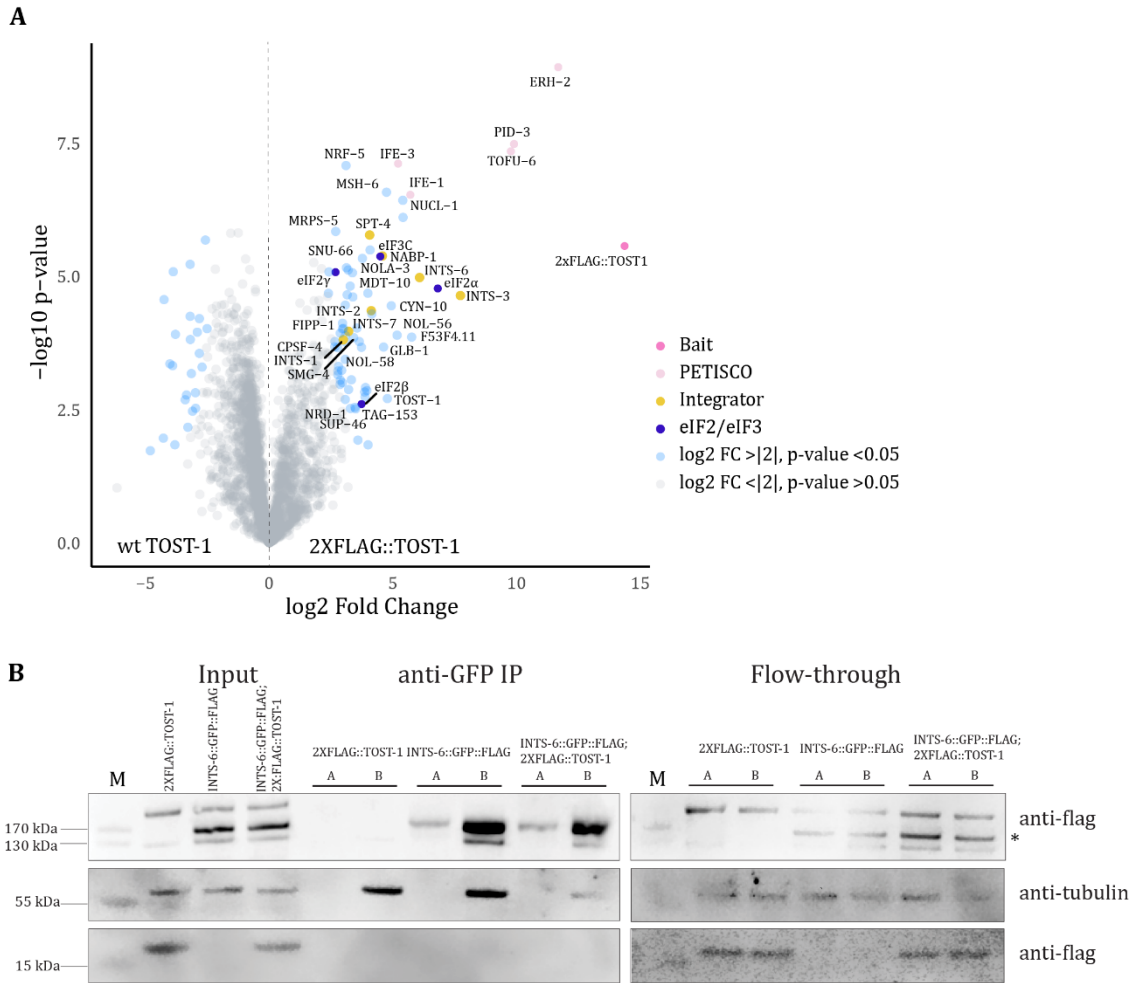 A
ERH−2
7.5
PID−3
NRF−5
IFE−3
TOFU−6
MSH−6
IFE−1
NUCL−1
MRPS−5
SPT-4
eIF3C
2xFLAG::TOST1
SNU−66
NABP−1
5.0
NOLA−3
INTS−6
eIF2γ
MDT−10
eIF2α
INTS−3
INTS−2
CYN−10
FIPP−1
INTS−7
NOL−56
F53F4.11
CPSF−4
GLB−1
INTS−1
NOL−58
SMG−4
eIF2β
2.5
TOST−1
NRD−1
TAG−153
SUP−46
0.0
wt TOST-1
2XFLAG::TOST-1
−5
0
5
10
15
−log10 p−value
log2 Fold Change
Bait
PETISCO
Integrator
eIF2/eIF3
log2 FC >|2|, p-value <0.05
log2 FC <|2|, p-value >0.05
B
Input
anti-GFP IP
Flow-through
M
2XFLAG::TOST-1
INTS-6::GFP::FLAG
INTS-6::GFP::FLAG;
2X:FLAG::TOST-1
2XFLAG::TOST-1
INTS-6::GFP::FLAG
INTS-6::GFP::FLAG;
2XFLAG::TOST-1
A
B
A
B
A
B
M
2XFLAG::TOST-1
INTS-6::GFP::FLAG
INTS-6::GFP::FLAG;
2XFLAG::TOST-1
A
B
A
B
A
B
170 kDa
130 kDa
anti-flag
*
55 kDa
anti-tubulin
15 kDa
anti-flag